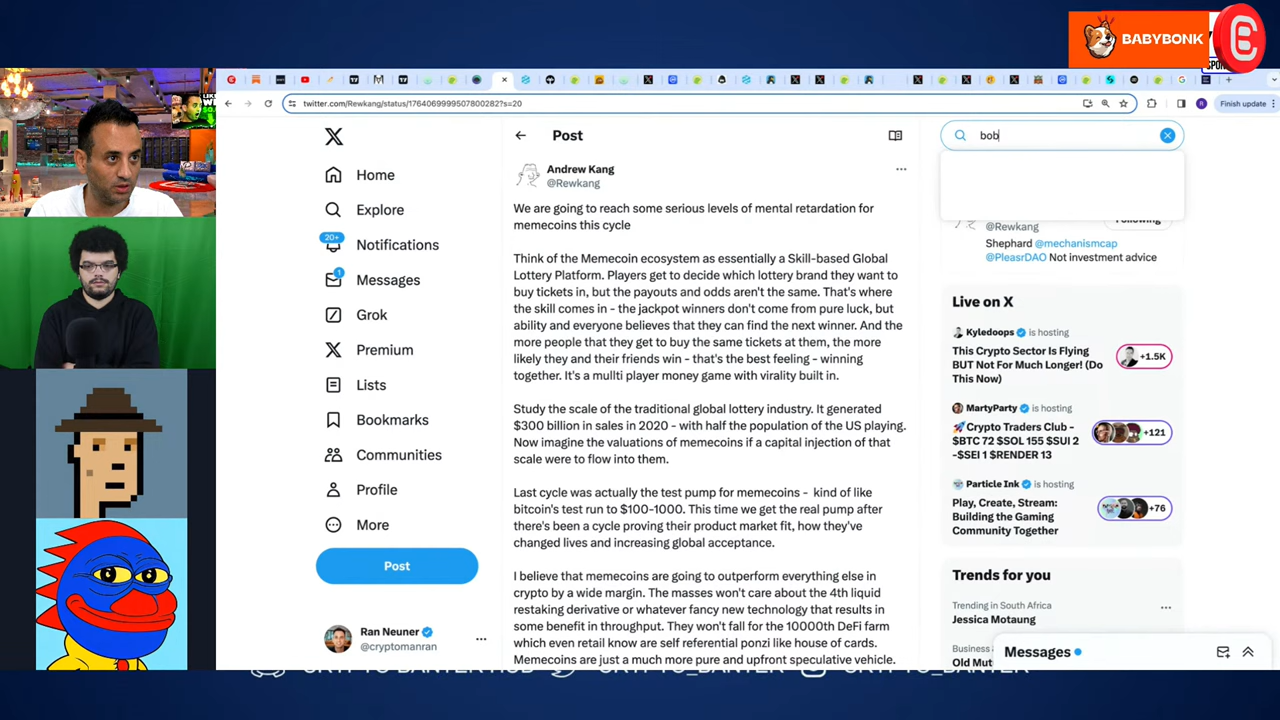 BABYBONK
twitter.com/Rewkang/status/1764069999507800282?s=20
Finish update
Home
Explore
20+
Notifications
1
Messages
Grok
Premium
Lists
Bookmarks
Communities
Profile
More
Post
Ran Neuner
@cryptomanran
Post
Andrew Kang
@Rewkang
We are going to reach some serious levels of mental retardation for
memecoins this cycle
Think of the Memecoin ecosystem as essentially a Skill-based Global
Lottery Platform. Players get to decide which lottery brand they want to
buy tickets in, but the payouts and odds aren't the same. That's where
the skill comes in - the jackpot winners don't come from pure luck, but
ability and everyone believes that they can find the next winner. And the
more people that they get to buy the same tickets at them, the more
likely they and their friends win - that's the best feeling - winning
together. It's a mullti player money game with virality built in.
Study the scale of the traditional global lottery industry. It generated
$300 billion in sales in 2020 - with half the population of the US playing.
Now imagine the valuations of memecoins if a capital injection of that
scale were to flow into them.
Last cycle was actually the test pump for memecoins - kind of like
bitcoin's test run to $100-1000. This time we get the real pump after
there's been a cycle proving their product market fit, how they've
changed lives and increasing global acceptance.
I believe that memecoins are going to outperform everything else in
crypto by a wide margin. The masses won't care about the 4th liquid
restaking derivative or whatever fancy new technology that results in
some benefit in throughput. They won't fall for the 10000th DeFi farm
which even retail know are self referential ponzi like house of cards.
Memecoins are just a much more pure and upfront speculative vehicle.
bob
Following
@Rewkang
Shephard @mechanismcap
@PleasrDAO Not investment advice
Live on X
Kyledoops is hosting
This Crypto Sector Is Flying
BUT Not For Much Longer! (Do
This Now)
+1.5K
MartyParty is hosting
🚀Crypto Traders Club -
$BTC 72 $SOL 155 $SUI 2
-$SEI 1 $RENDER 13
+121
Particle Ink is hosting
Play, Create, Stream:
Building the Gaming
Community Together
+76
Trends for you
Trending in South Africa
Jessica Motaung
Business
Old Mut
Messages